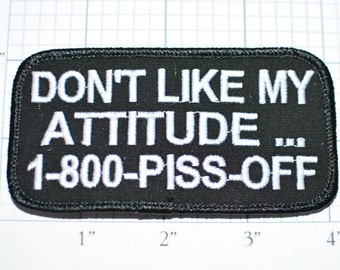 DON'T LIKE MY
ATTITUDE ...
1-800-PISS-OFF
1" 2" 3" 4"